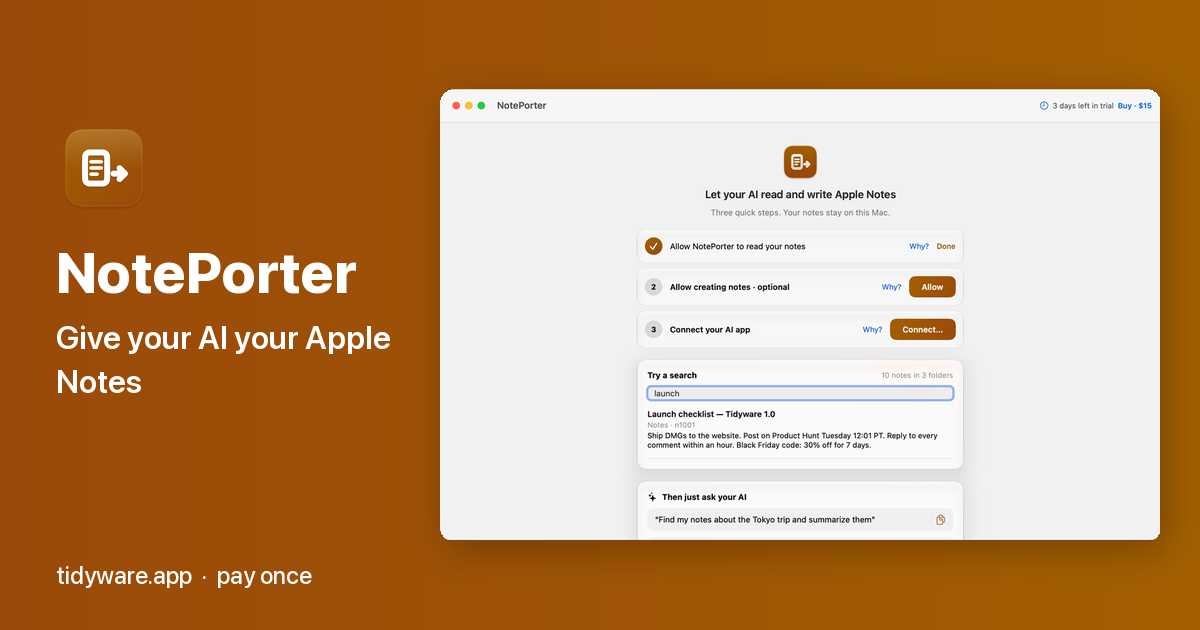 NotePorter
Give your AI your Apple
Notes
tidyware.app · pay once
NotePorter
3 days left in trial Buy · $15
Let your AI read and write Apple Notes
Three quick steps. Your notes stay on this Mac.
Allow NotePorter to read your notes Why? Done
2 Allow creating notes · optional Why? Allow
3 Connect your AI app Why? Connect...
Try a search 10 notes in 3 folders
launch
Launch checklist — Tidyware 1.0
Notes · n1001
Ship DMGs to the website. Post on Product Hunt Tuesday 12:01 PT. Reply to every
comment within an hour. Black Friday code: 30% off for 7 days.
Then just ask your AI
“Find my notes about the Tokyo trip and summarize them”